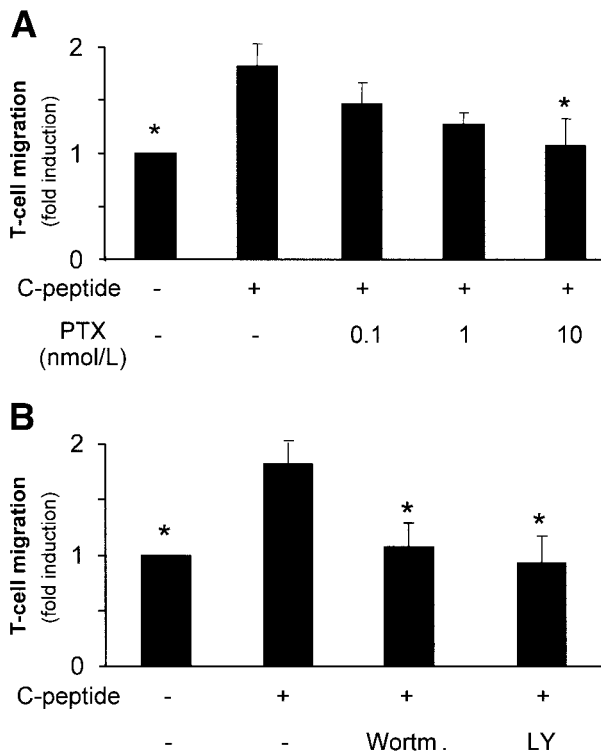 A
T-cell migration
(fold induction)
2
*
*
1
0
C-peptide - + + + +
PTX - - 0.1 1 10
(nmol/L)
B
T-cell migration
(fold induction)
2
*
*
*
1
0
C-peptide - + + +
- - Wortm . LY